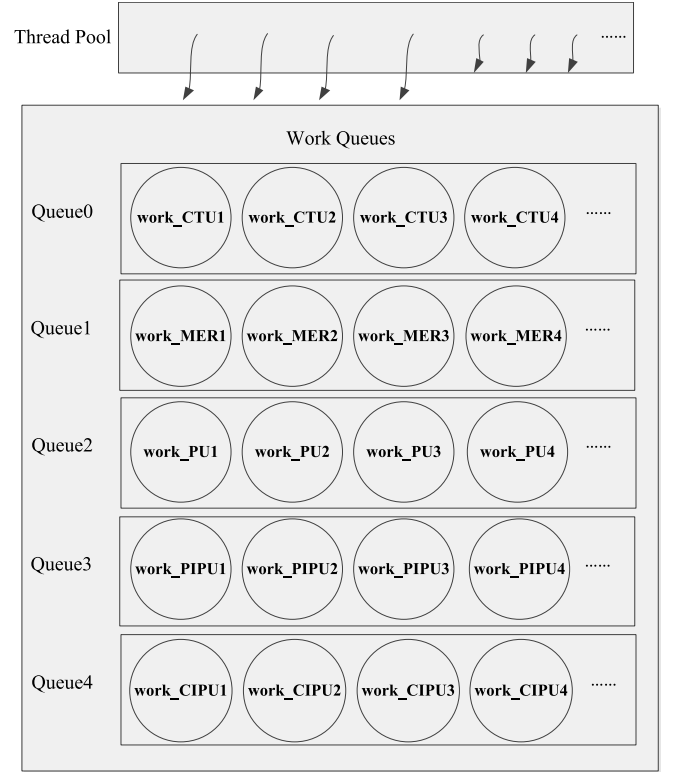 Thread Pool ......
Work Queues
Queue0 work_CTU1 work_CTU2 work_CTU3 work_CTU4 ......
Queue1 work_MER1 work_MER2 work_MER3 work_MER4 ......
Queue2 work_PU1 work_PU2 work_PU3 work_PU4 ......
Queue3 work_PIPU1 work_PIPU2 work_PIPU3 work_PIPU4 ......
Queue4 work_CIPU1 work_CIPU2 work_CIPU3 work_CIPU4 ......